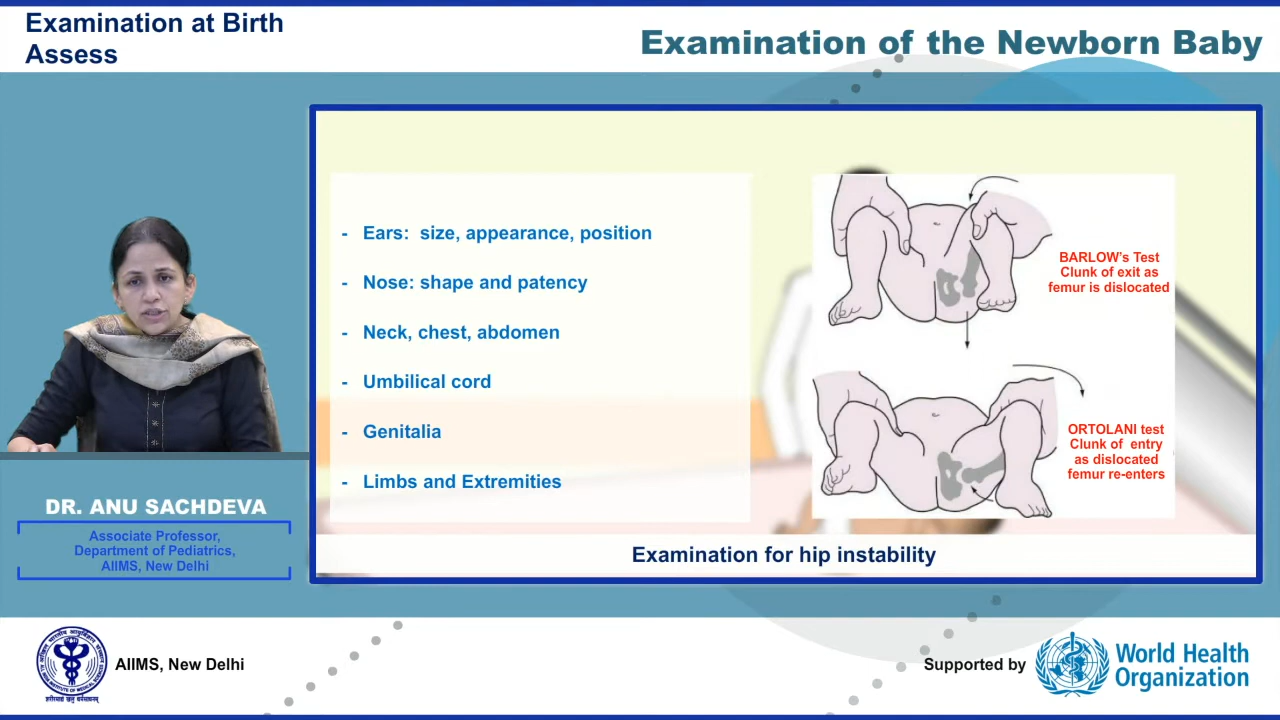 Examination at Birth
Assess
Examination of the Newborn Baby
- Ears: size, appearance, position
- Nose: shape and patency
- Neck, chest, abdomen
- Umbilical cord
- Genitalia
- Limbs and Extremities
BARLOW's Test
Clunk of exit as
femur is dislocated
ORTOLANI test
Clunk of entry
as dislocated
femur re-enters
Examination for hip instability
DR. ANU SACHDEVA
Associate Professor,
Department of Pediatrics,
AIIMS, New Delhi
AIIMS, New Delhi
Supported by
World Health
Organization